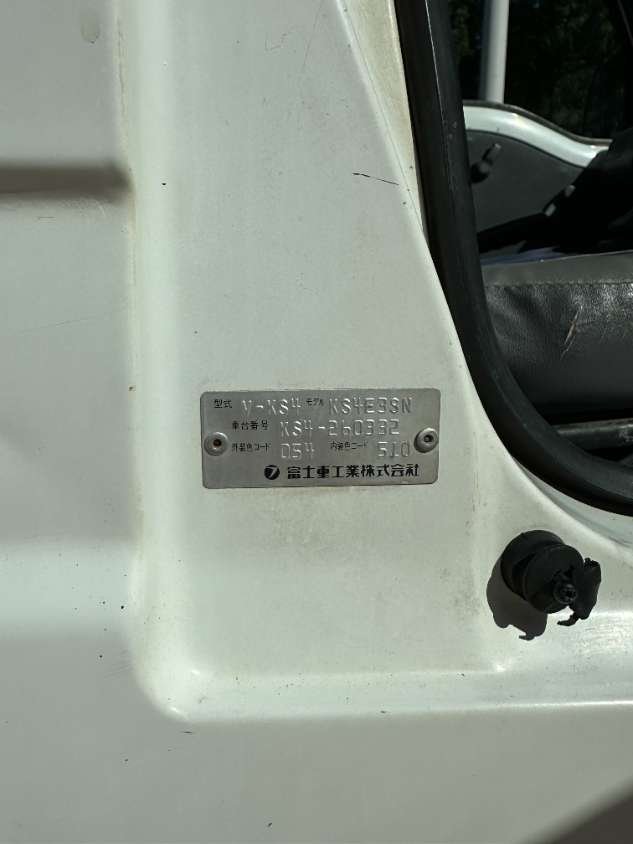 型式 V-KS4 モデル KS4E9SN
車台番号 KS4-260332
外装色コード 054 内装色コード 510
富士重工業株式会社